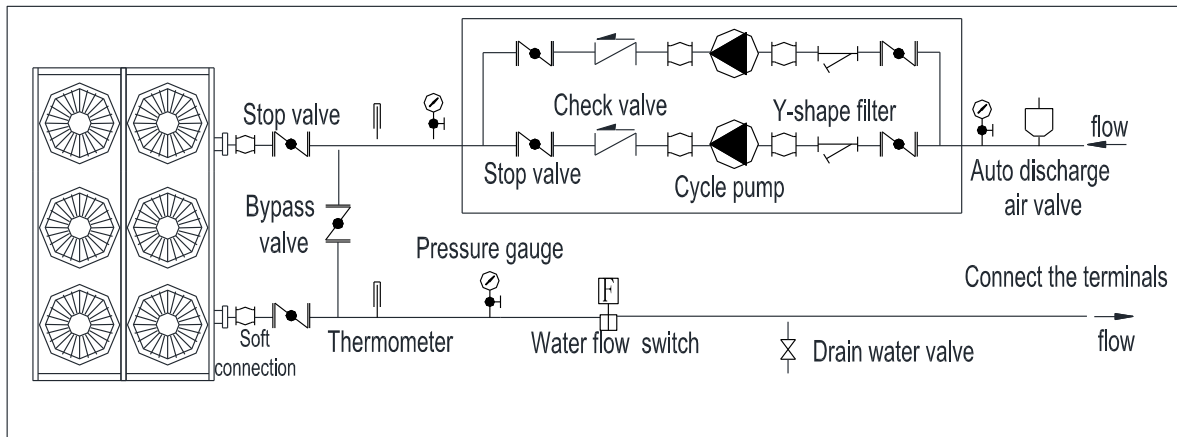 Stop valve
Check valve
Y-shape filter
flow
Stop valve
Cycle pump
Auto discharge
air valve
Bypass
valve
Pressure gauge
Connect the terminals
F
Soft
connection
Thermometer
Water flow switch
Drain water valve
flow